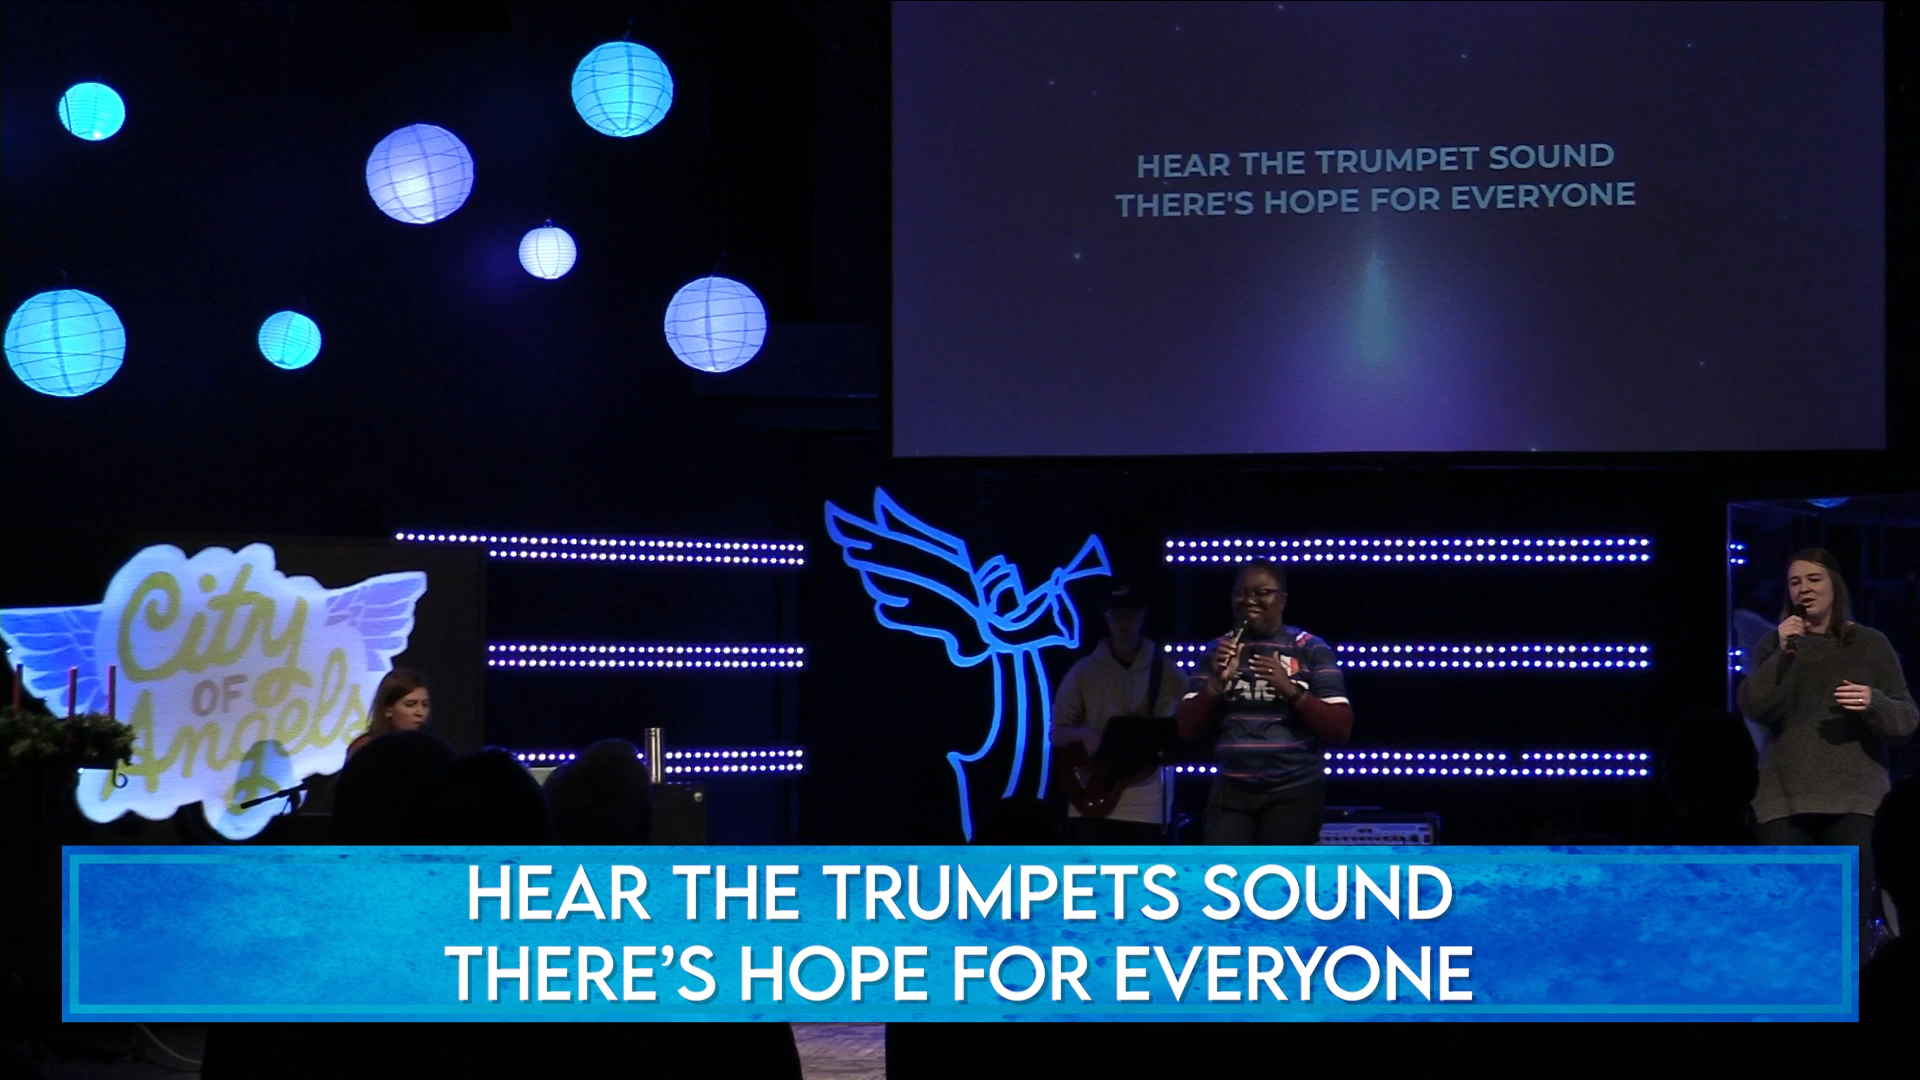 HEAR THE TRUMPET SOUND
THERE'S HOPE FOR EVERYONE
City
OF
Angels
HEAR THE TRUMPETS SOUND
THERE’S HOPE FOR EVERYONE